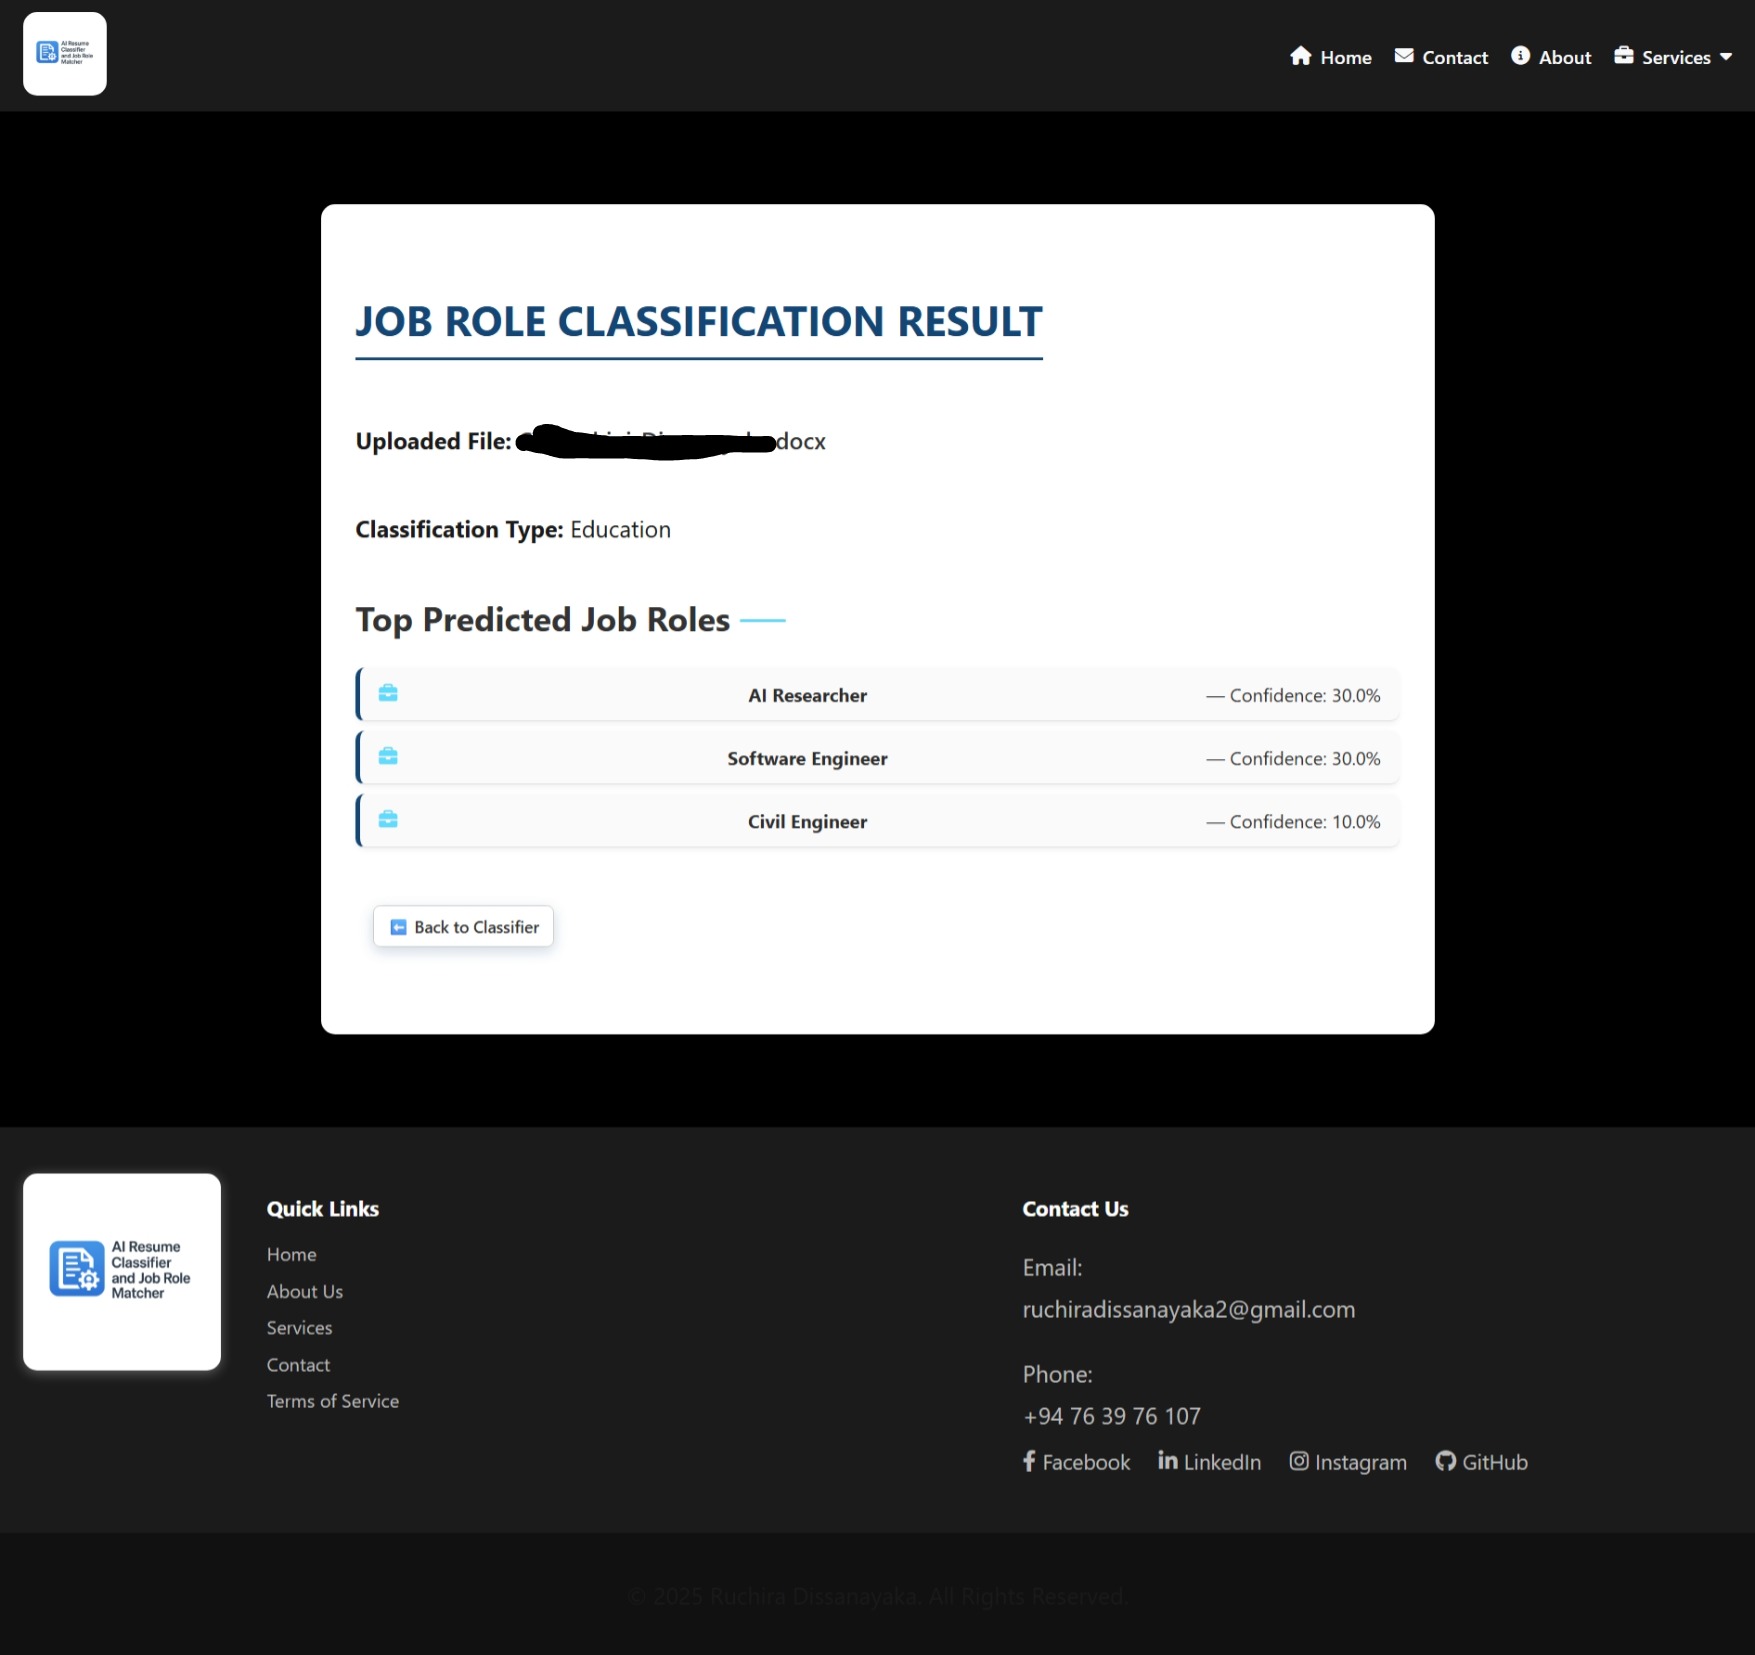 AI Resume
Classifier
and Job Role
Matcher
Home Contact About Services
JOB ROLE CLASSIFICATION RESULT
Uploaded File: docx
Classification Type: Education
Top Predicted Job Roles
AI Researcher — Confidence: 30.0%
Software Engineer — Confidence: 30.0%
Civil Engineer — Confidence: 10.0%
Back to Classifier
AI Resume
Classifier
and Job Role
Matcher
Quick Links
Home
About Us
Services
Contact
Terms of Service
Contact Us
Email:
ruchiradissanayaka2@gmail.com
Phone:
+94 76 39 76 107
Facebook LinkedIn Instagram GitHub
© 2025 Ruchira Dissanayaka. All Rights Reserved.